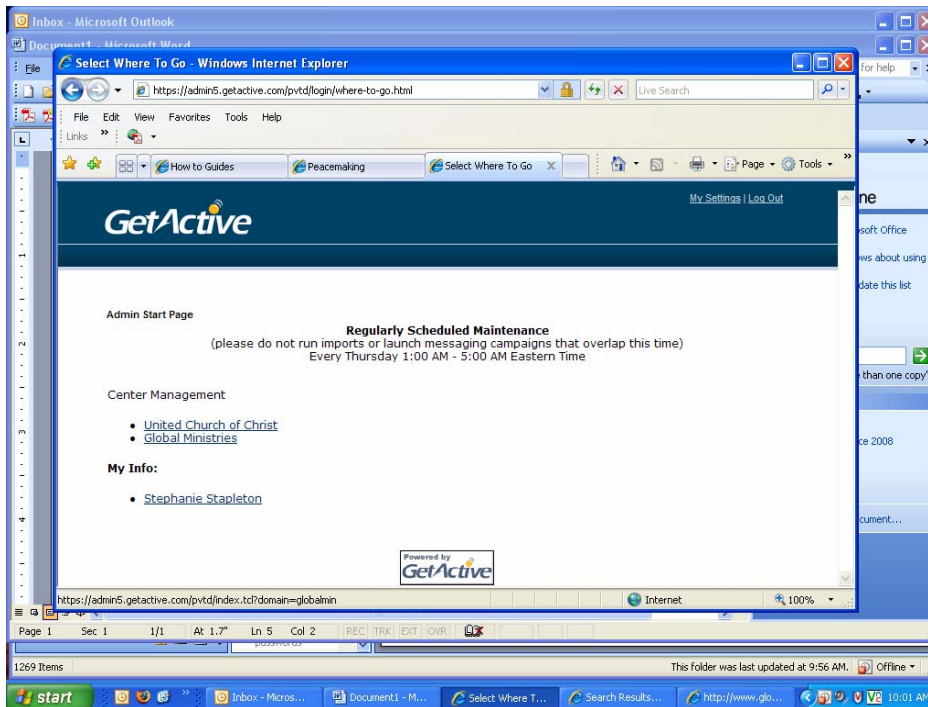 Inbox - Microsoft Outlook
Document1 - Microsoft Word
Select Where To Go - Windows Internet Explorer
File
for help
https://admin5.getactive.com/pvtd/login/where-to-go.html
Live Search
File Edit View Favorites Tools Help
Links
How to Guides
Peacemaking
Select Where To Go
Page
Tools
GetActive
My Settings | Log Out
ne
soft Office
ws about using
date this list
Admin Start Page
Regularly Scheduled Maintenance
(please do not run imports or launch messaging campaigns that overlap this time)
Every Thursday 1:00 AM - 5:00 AM Eastern Time
than one copy"
Center Management
United Church of Christ
Global Ministries
ce 2008
My Info:
Stephanie Stapleton
cument...
Powered by
GetActive
https://admin5.getactive.com/pvtd/index.tcl?domain=globalmin
Internet
100%
Page 1 Sec 1 1/1 At 1.7" Ln 5 Col 2 REC TRK EXT OVR
passwords
1269 Items
This folder was last updated at 9:56 AM.
Offline
start
Inbox - Micros...
Document1 - M...
Select Where T...
Search Results...
http://www.glo...
10:01 AM